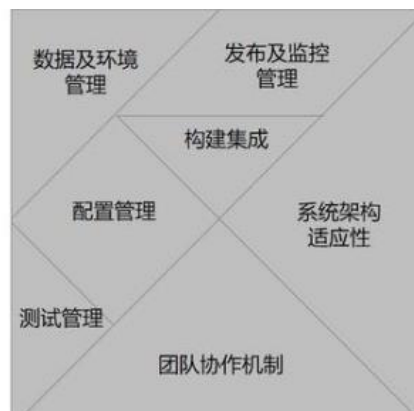 数据及环境
管理
发布及监控
管理
构建集成
配置管理
系统架构
适应性
测试管理
团队协作机制